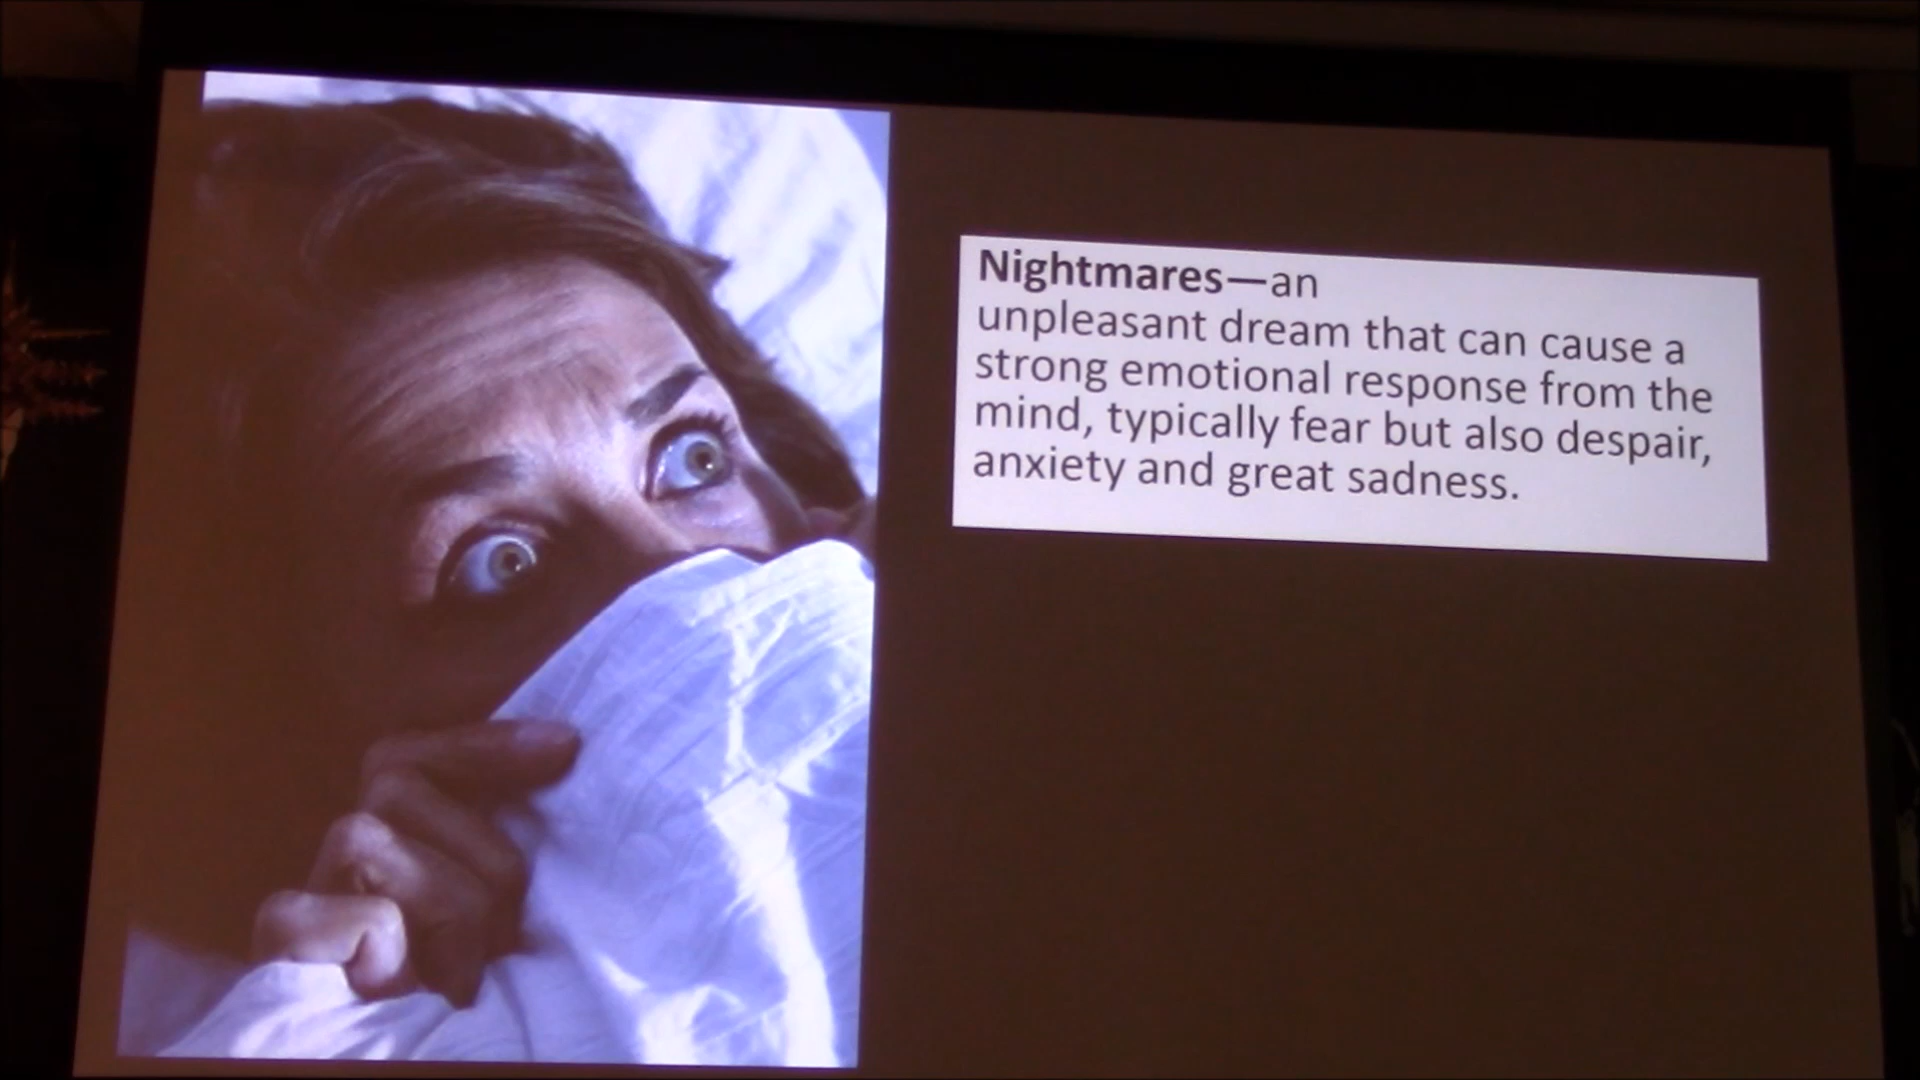 Nightmares—an
unpleasant dream that can cause a
strong emotional response from the
mind, typically fear but also despair,
anxiety and great sadness.